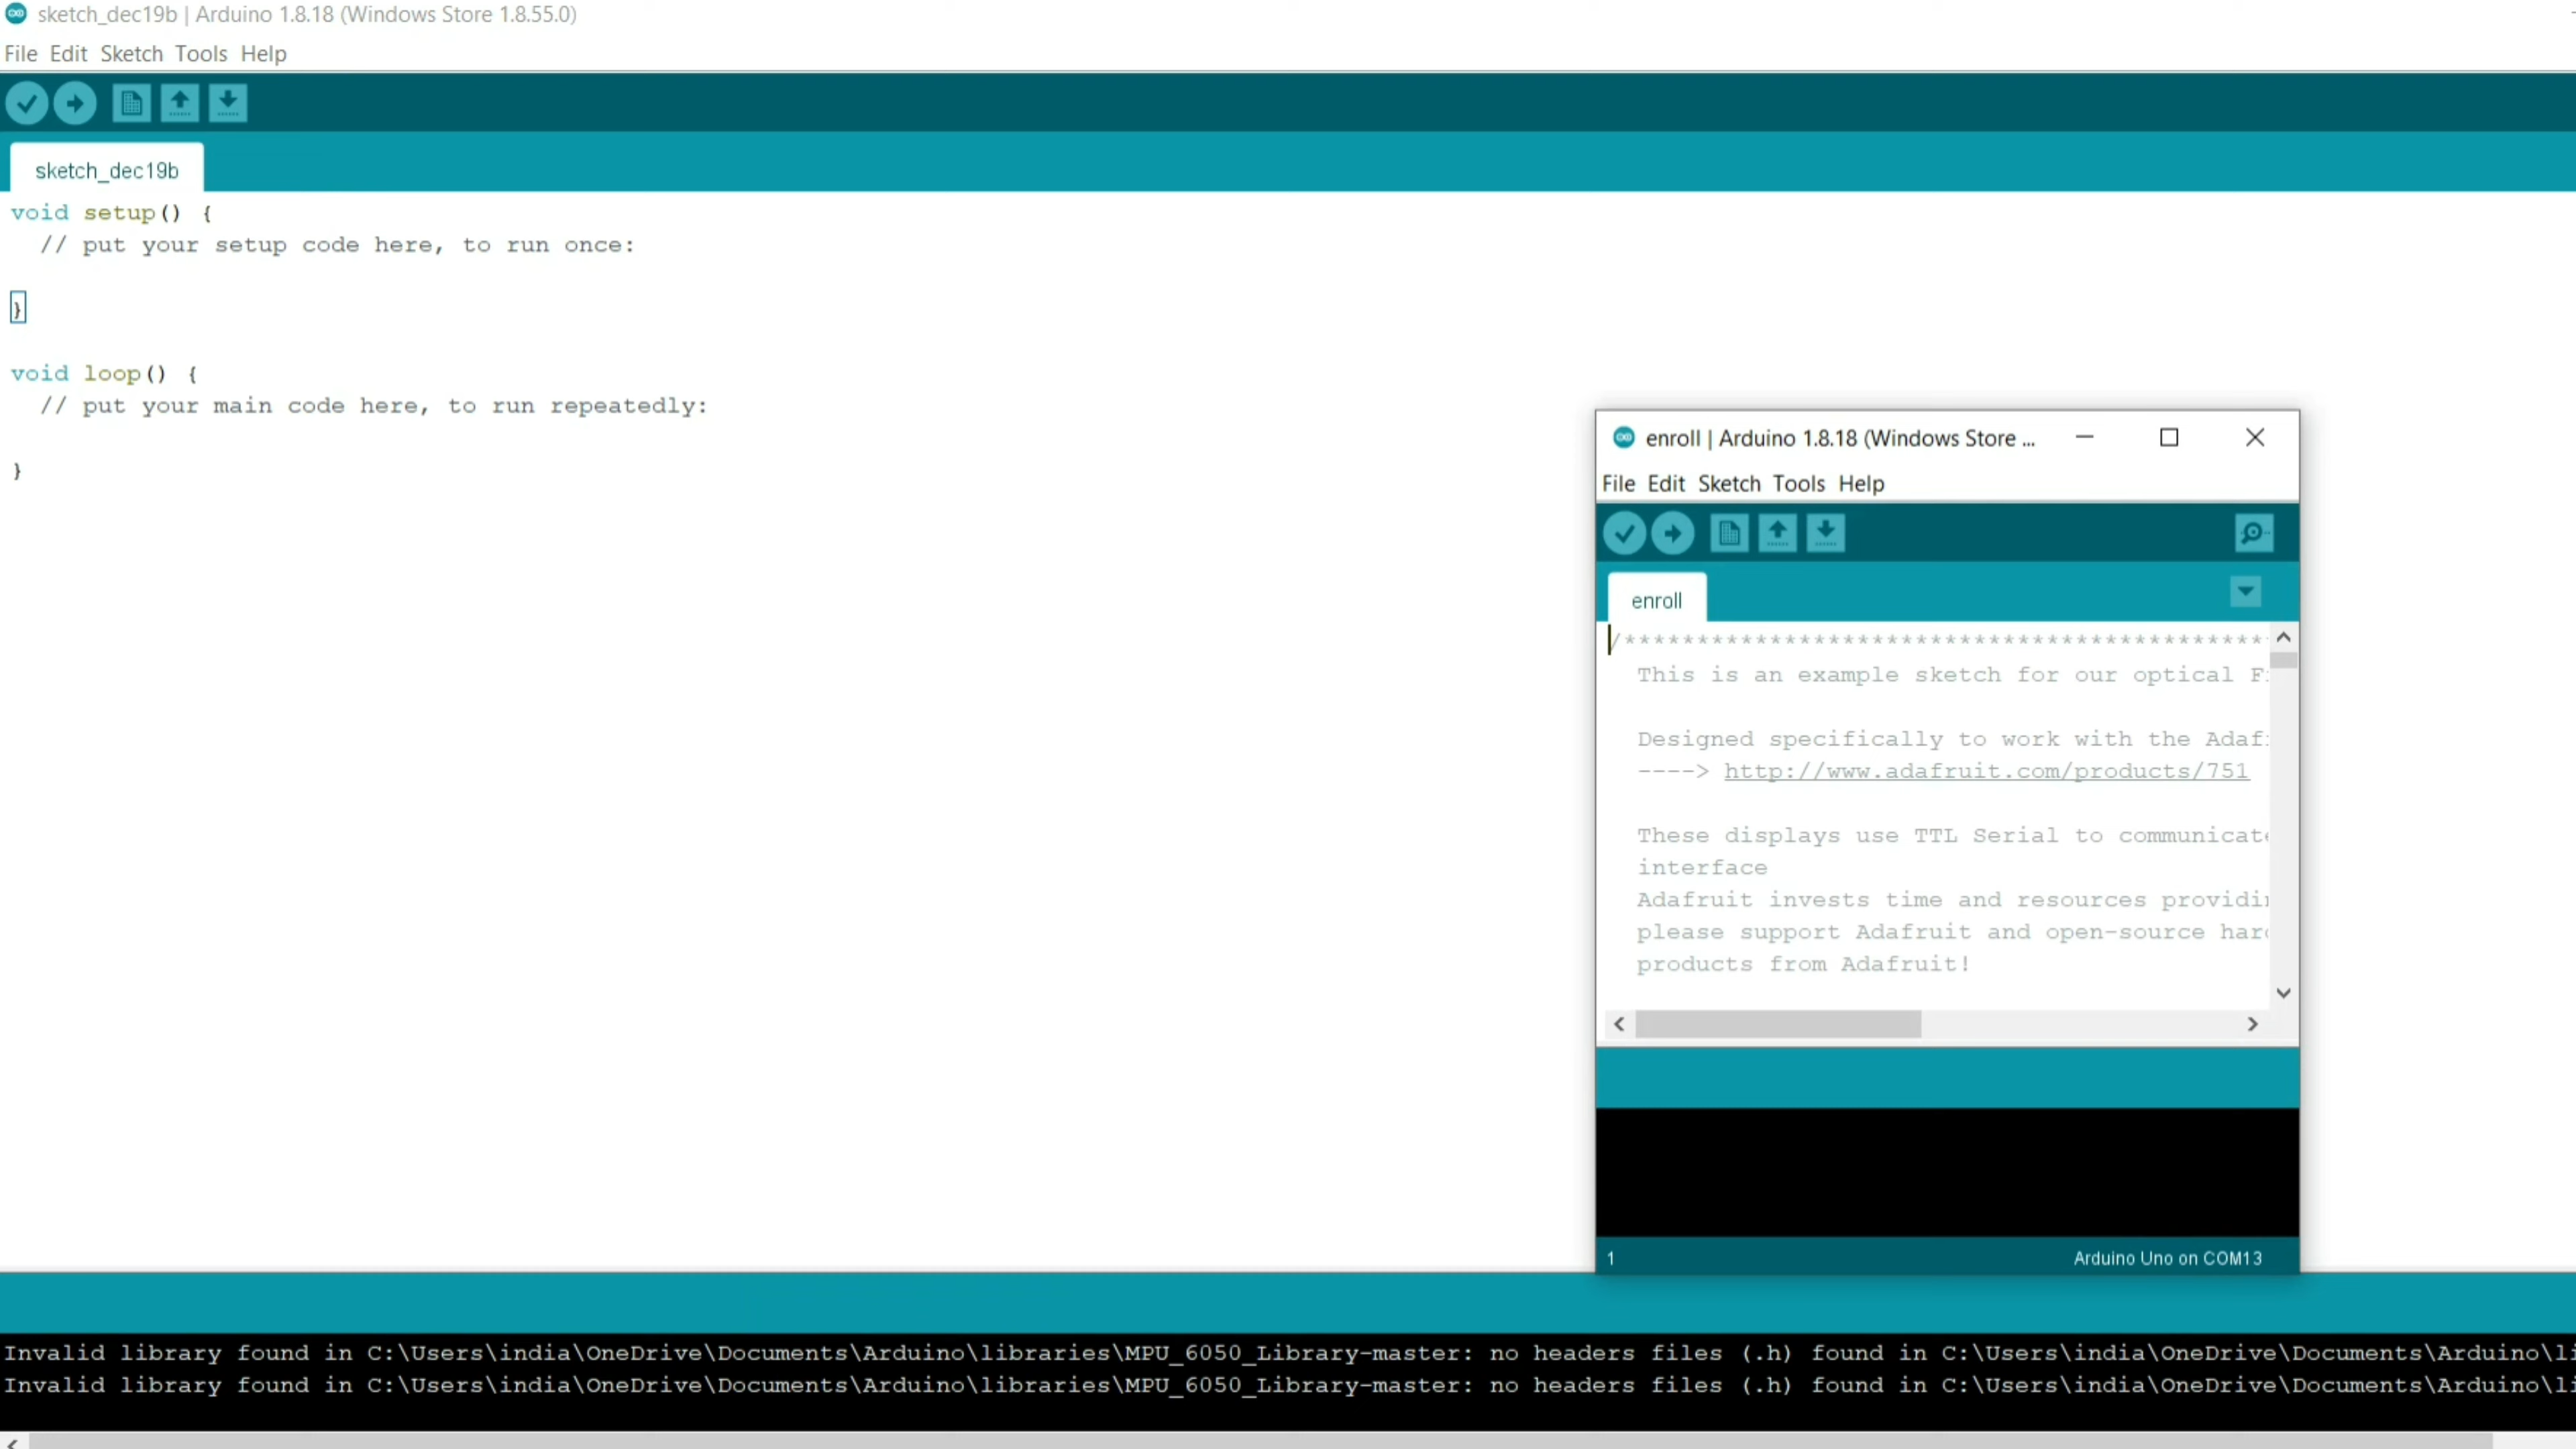 sketch_dec19b | Arduino 1.8.18 (Windows Store 1.8.55.0)
File Edit Sketch Tools Help
sketch_dec19b
void setup() {
// put your setup code here, to run once:
}
void loop() {
// put your main code here, to run repeatedly:
}
enroll | Arduino 1.8.18 (Windows Store ...
File Edit Sketch Tools Help
enroll
/********************************************
This is an example sketch for our optical
Designed specifically to work with the
----> http://www.adafruit.com/products/751
These displays use TTL Serial to
interface
Adafruit invests time and resources
please support Adafruit and open-source
products from Adafruit!
1 Arduino Uno on COM13
Invalid library found in C:\Users\india\OneDrive\Documents\Arduino\libraries\MPU_6050_Library-master: no headers files (.h) found in C:\Users\india\OneDrive\Documents\Arduino\li
Invalid library found in C:\Users\india\OneDrive\Documents\Arduino\libraries\MPU_6050_Library-master: no headers files (.h) found in C:\Users\india\OneDrive\Documents\Arduino\li